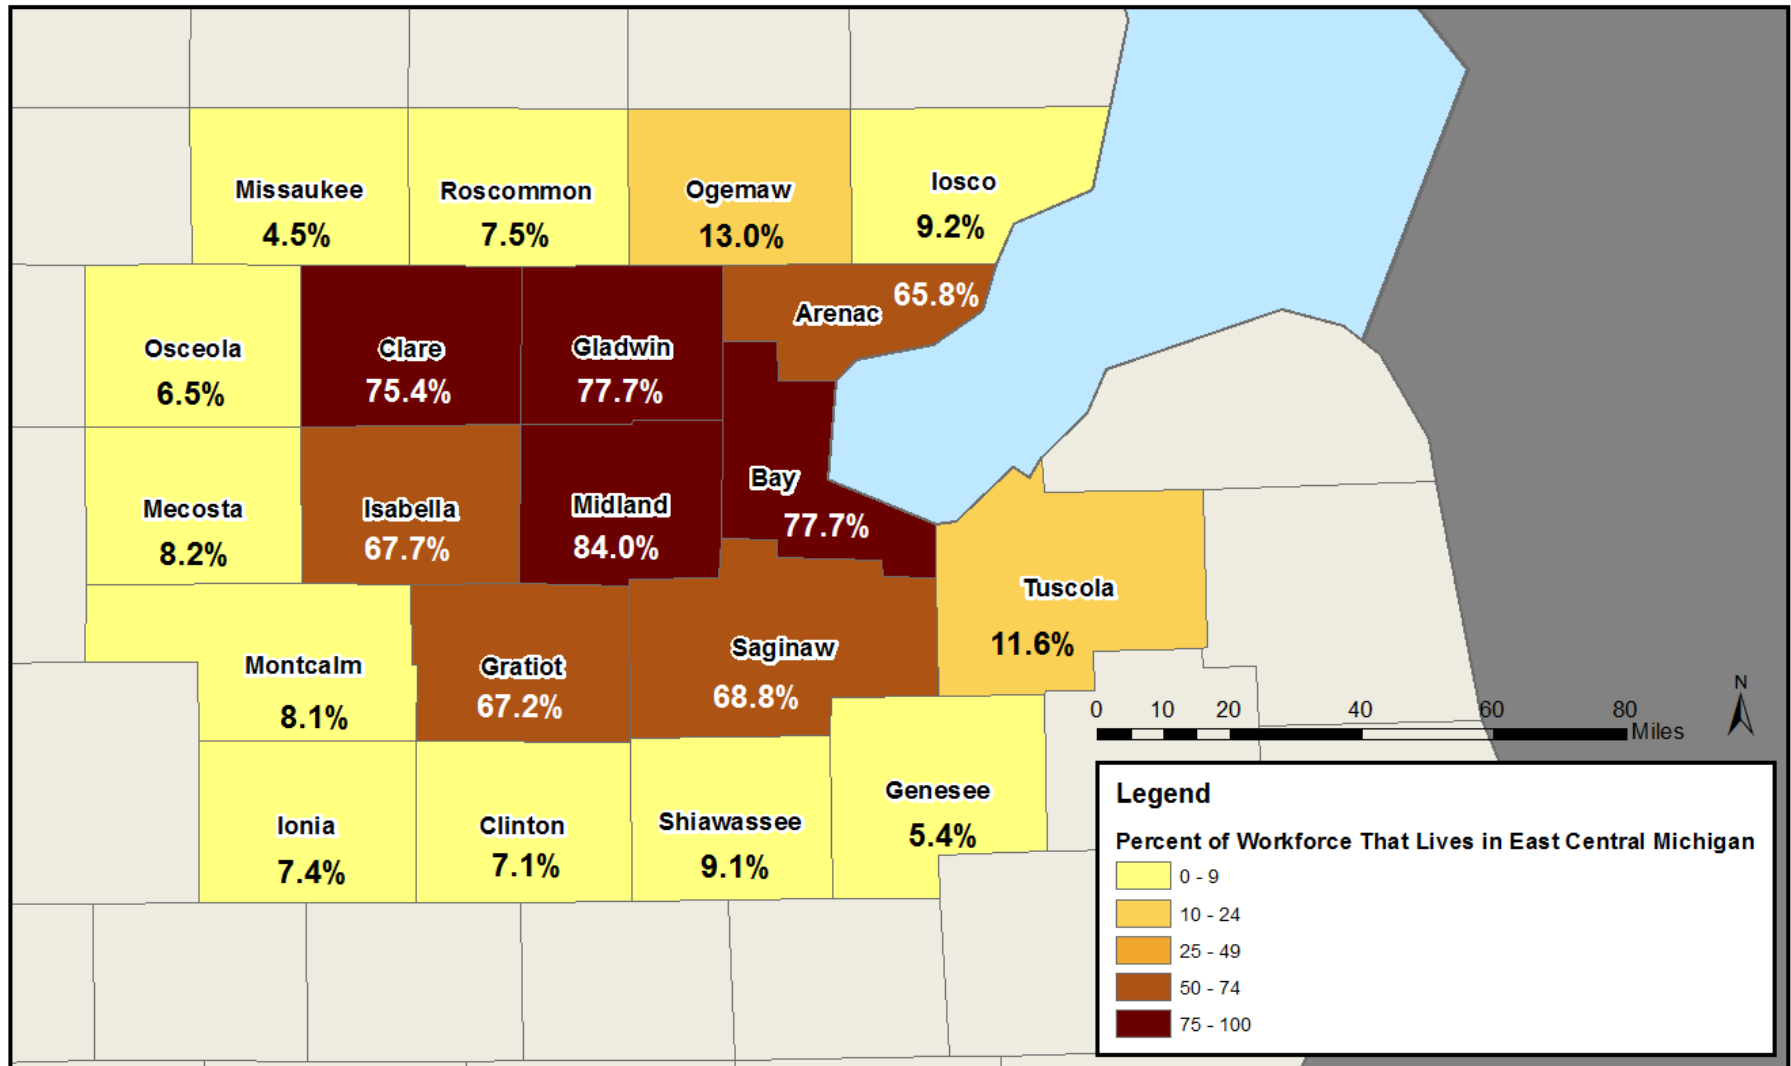 Missaukee
4.5%
Roscommon
7.5%
Ogemaw
13.0%
Iosco
9.2%
Osceola
6.5%
Clare
75.4%
Gladwin
77.7%
Arenac
65.8%
Mecosta
8.2%
Isabella
67.7%
Midland
84.0%
Bay
77.7%
Tuscola
11.6%
Montcalm
8.1%
Gratiot
67.2%
Saginaw
68.8%
Ionia
7.4%
Clinton
7.1%
Shiawassee
9.1%
Genesee
5.4%
N
0 10 20 40 60 80
Miles
Legend
Percent of Workforce That Lives in East Central Michigan
0 - 9
10 - 24
25 - 49
50 - 74
75 - 100